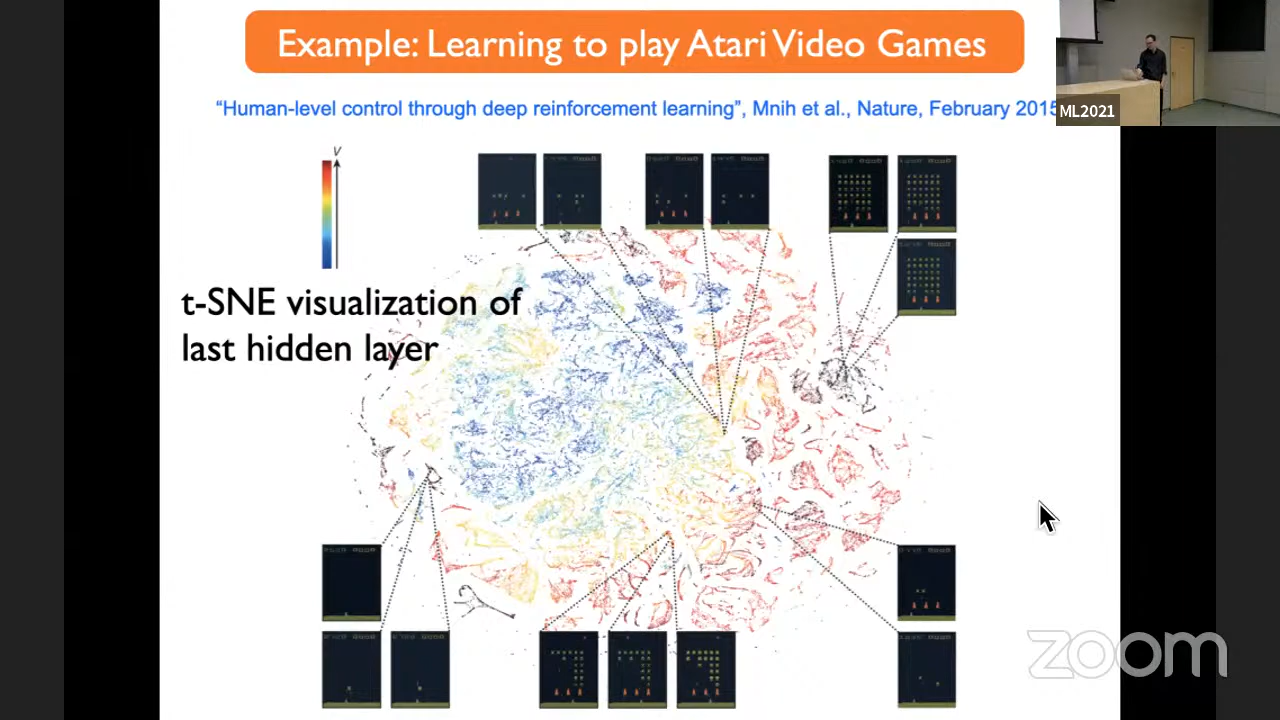 Example: Learning to play Atari Video Games
“Human-level control through deep reinforcement learning”, Mnih et al., Nature, February 2015
ML2021
V
t-SNE visualization of
last hidden layer
zoom